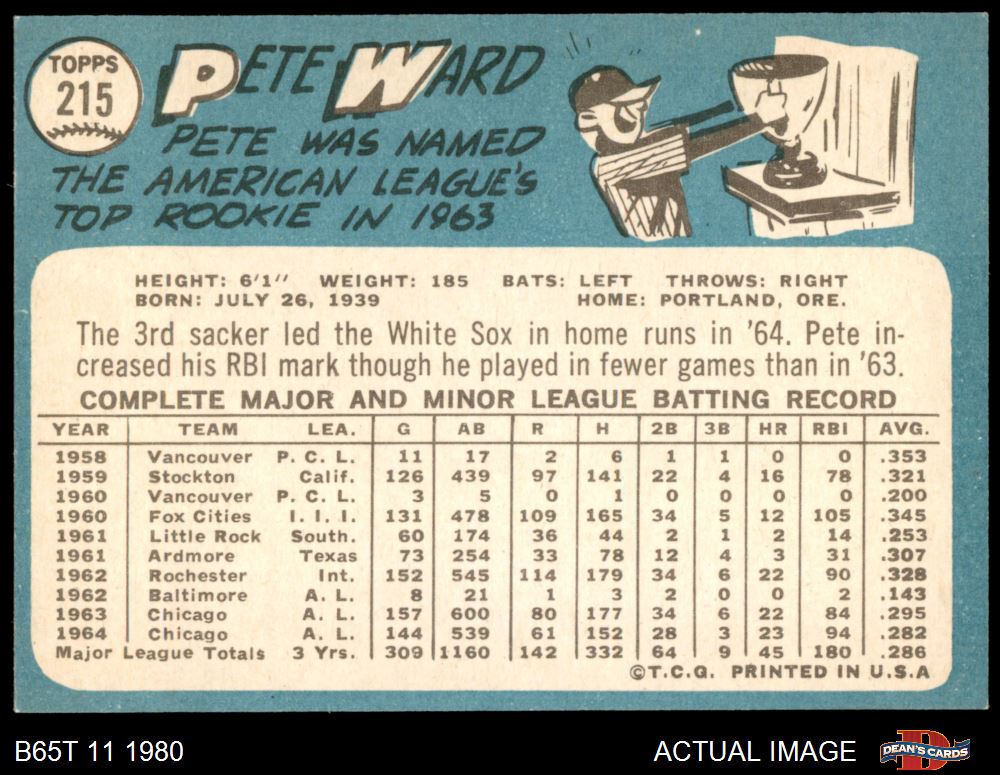 TOPPS
215
PETE WARD
PETE WAS NAMED
THE AMERICAN LEAGUE'S
TOP ROOKIE IN 1963
HEIGHT: 6'1" WEIGHT: 185 BATS: LEFT THROWS: RIGHT
BORN: JULY 26, 1939 HOME: PORTLAND, ORE.
The 3rd sacker led the White Sox in home runs in '64. Pete in-
creased his RBI mark though he played in fewer games than in '63.
COMPLETE MAJOR AND MINOR LEAGUE BATTING RECORD
YEAR TEAM LEA. G AB R H 2B 3B HR RBI AVG.
1958 Vancouver P. C. L. 11 17 2 6 1 1 0 0 .353
1959 Stockton Calif. 126 439 97 141 22 4 16 78 .321
1960 Vancouver P. C. L. 3 5 0 1 0 0 0 0 .200
1960 Fox Cities I. I. I. 131 478 109 165 34 5 12 105 .345
1961 Little Rock South. 60 174 36 44 2 1 2 14 .253
1961 Ardmore Texas 73 254 33 78 12 4 3 31 .307
1962 Rochester Int. 152 545 114 179 34 6 22 90 .328
1962 Baltimore A. L. 8 21 1 3 2 0 0 2 .143
1963 Chicago A. L. 157 600 80 177 34 6 22 84 .295
1964 Chicago A. L. 144 539 61 152 28 3 23 94 .282
Major League Totals 3 Yrs. 309 1160 142 332 64 9 45 180 .286
©T.C.G. PRINTED IN U.S.A
B65T 11 1980 ACTUAL IMAGE
DEAN'S CARDS